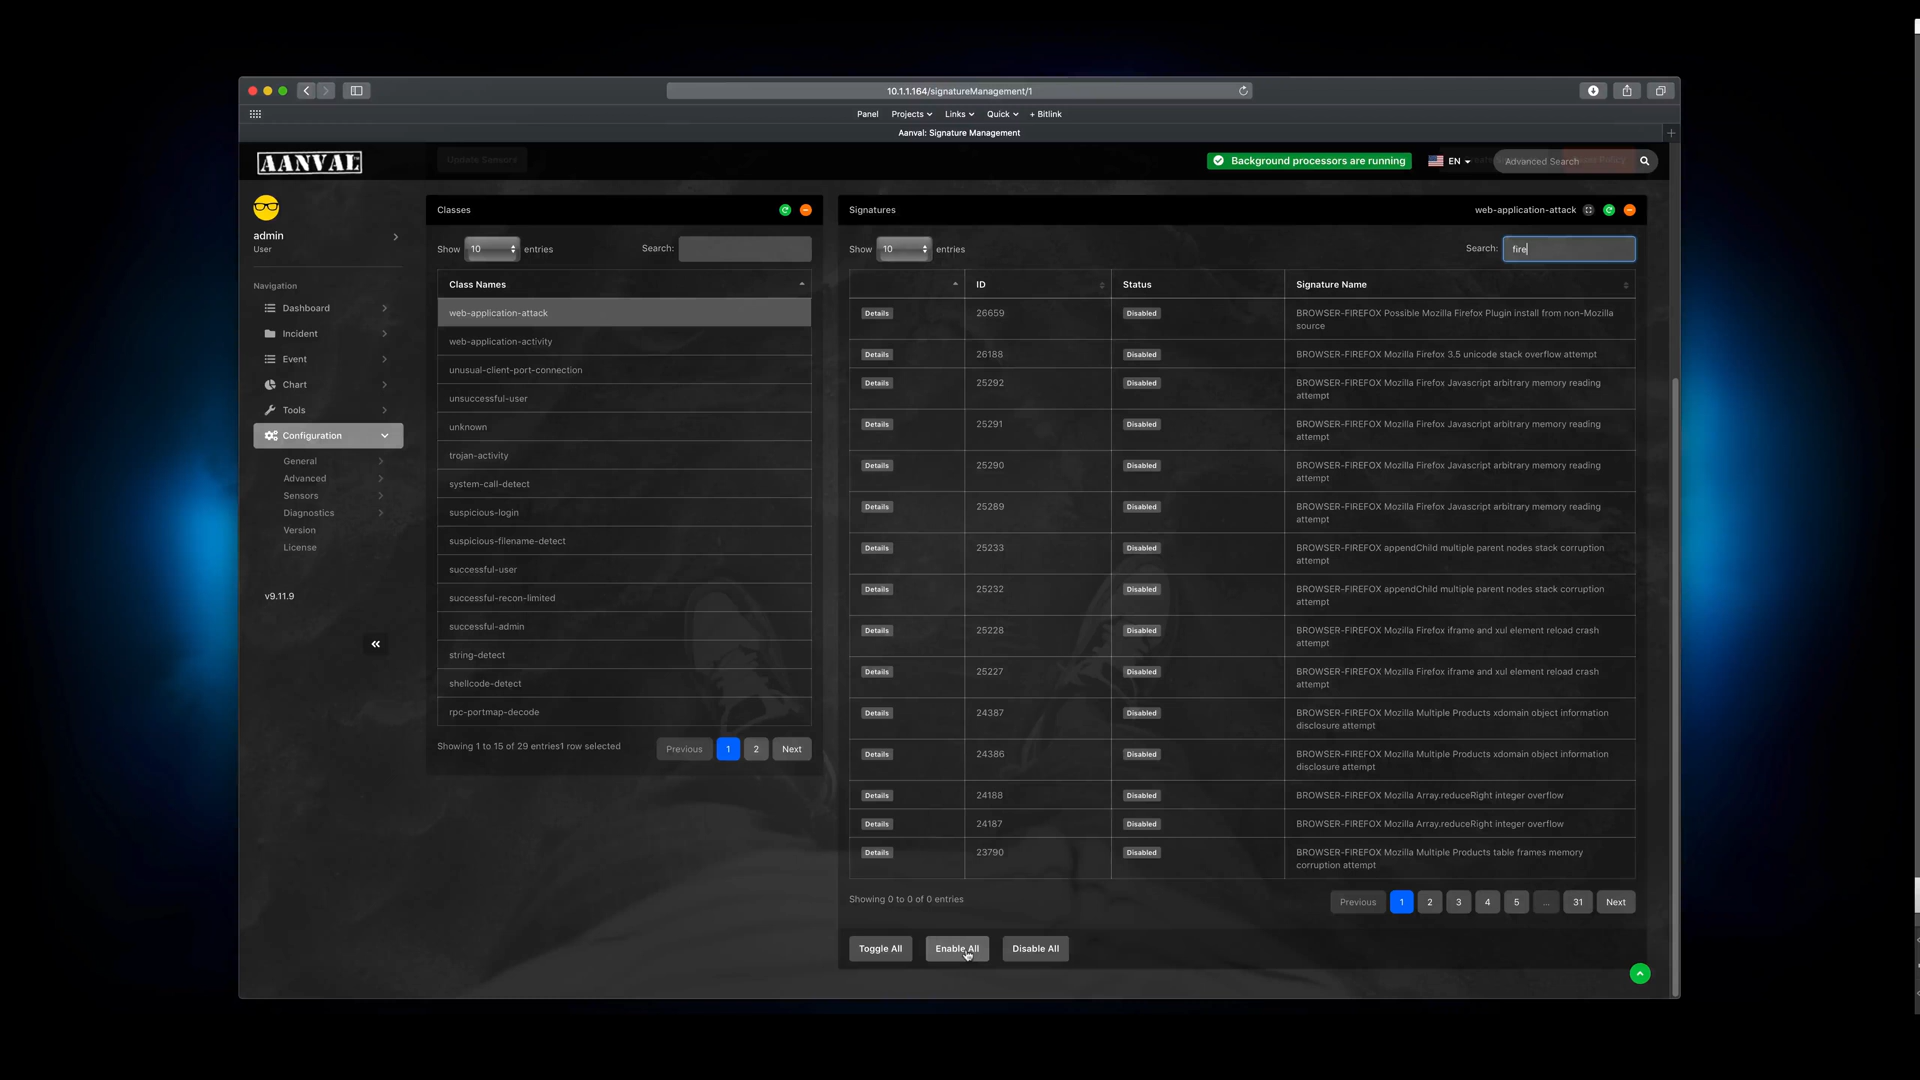 10.1.1.164/signatureManagement/1
Panel Projects Links Quick + Bitlink
Aanval: Signature Management
AANVAL
Update Sensors
Background processors are running
EN
Advanced Search
admin
User
Navigation
Dashboard
Incident
Event
Chart
Tools
Configuration
General
Advanced
Sensors
Diagnostics
Version
License
v9.11.9
Classes
Show 10 entries Search:
Class Names
web-application-attack
web-application-activity
unusual-client-port-connection
unsuccessful-user
unknown
trojan-activity
system-call-detect
suspicious-login
suspicious-filename-detect
successful-user
successful-recon-limited
successful-admin
string-detect
shellcode-detect
rpc-portmap-decode
Showing 1 to 15 of 29 entries1 row selected
Previous 1 2 Next
Signatures web-application-attack
Show 10 entries Search: fire
ID Status Signature Name
Details 26659 Disabled BROWSER-FIREFOX Possible Mozilla Firefox Plugin install from non-Mozilla
source
Details 26188 Disabled BROWSER-FIREFOX Mozilla Firefox 3.5 unicode stack overflow attempt
Details 25292 Disabled BROWSER-FIREFOX Mozilla Firefox Javascript arbitrary memory reading
attempt
Details 25291 Disabled BROWSER-FIREFOX Mozilla Firefox Javascript arbitrary memory reading
attempt
Details 25290 Disabled BROWSER-FIREFOX Mozilla Firefox Javascript arbitrary memory reading
attempt
Details 25289 Disabled BROWSER-FIREFOX Mozilla Firefox Javascript arbitrary memory reading
attempt
Details 25233 Disabled BROWSER-FIREFOX appendChild multiple parent nodes stack corruption
attempt
Details 25232 Disabled BROWSER-FIREFOX appendChild multiple parent nodes stack corruption
attempt
Details 25228 Disabled BROWSER-FIREFOX Mozilla Firefox iframe and xul element reload crash
attempt
Details 25227 Disabled BROWSER-FIREFOX Mozilla Firefox iframe and xul element reload crash
attempt
Details 24387 Disabled BROWSER-FIREFOX Mozilla Multiple Products xdomain object information
disclosure attempt
Details 24386 Disabled BROWSER-FIREFOX Mozilla Multiple Products xdomain object information
disclosure attempt
Details 24188 Disabled BROWSER-FIREFOX Mozilla Array.reduceRight integer overflow
Details 24187 Disabled BROWSER-FIREFOX Mozilla Array.reduceRight integer overflow
Details 23790 Disabled BROWSER-FIREFOX Mozilla Multiple Products table frames memory
corruption attempt
Showing 0 to 0 of 0 entries
Previous 1 2 3 4 5 ... 31 Next
Toggle All Enable All Disable All